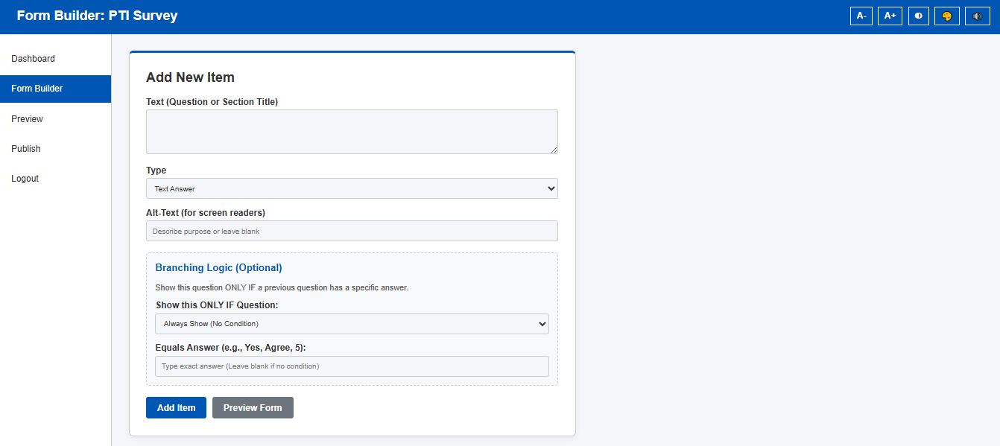 Form Builder: PTI Survey
A-
A+
Dashboard
Form Builder
Preview
Publish
Logout
Add New Item
Text (Question or Section Title)
Type
Text Answer
Alt-Text (for screen readers)
Describe purpose or leave blank
Branching Logic (Optional)
Show this question ONLY IF a previous question has a specific answer.
Show this ONLY IF Question:
Always Show (No Condition)
Equals Answer (e.g., Yes, Agree, 5):
Type exact answer (Leave blank if no condition)
Add Item
Preview Form